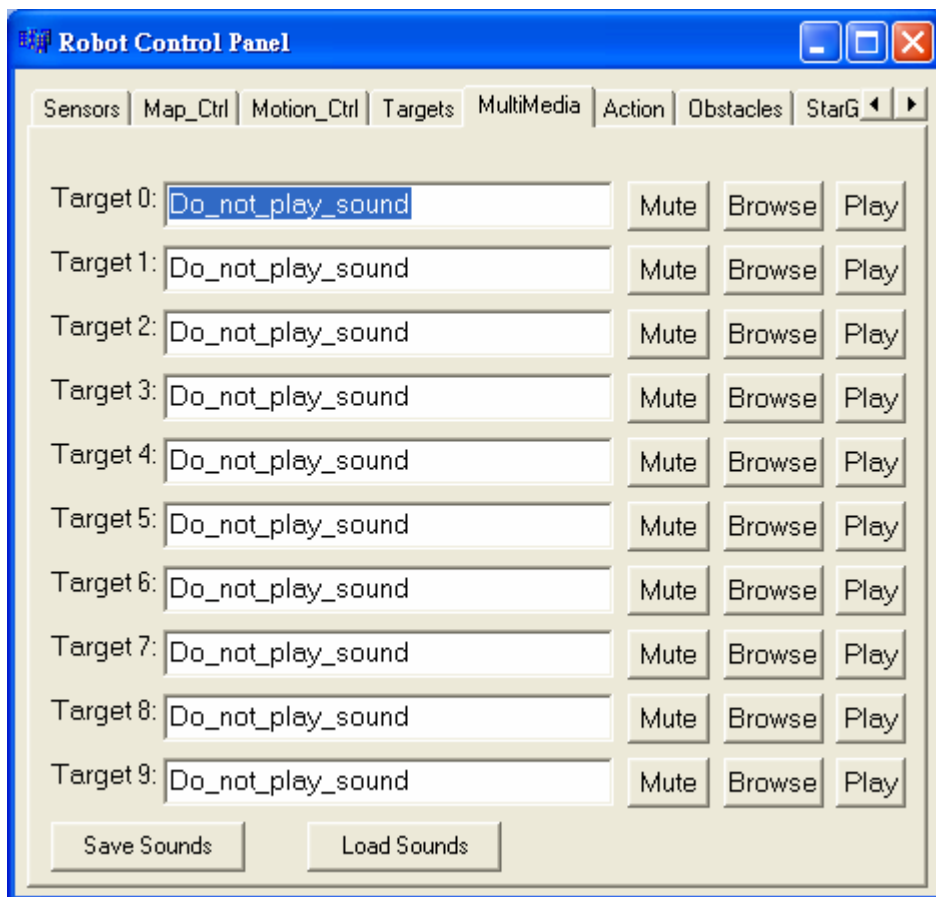 Robot Control Panel
Sensors Map_Ctrl Motion_Ctrl Targets MultiMedia Action Obstacles StarG
Target 0: Do_not_play_sound Mute Browse Play
Target 1: Do_not_play_sound Mute Browse Play
Target 2: Do_not_play_sound Mute Browse Play
Target 3: Do_not_play_sound Mute Browse Play
Target 4: Do_not_play_sound Mute Browse Play
Target 5: Do_not_play_sound Mute Browse Play
Target 6: Do_not_play_sound Mute Browse Play
Target 7: Do_not_play_sound Mute Browse Play
Target 8: Do_not_play_sound Mute Browse Play
Target 9: Do_not_play_sound Mute Browse Play
Save Sounds Load Sounds